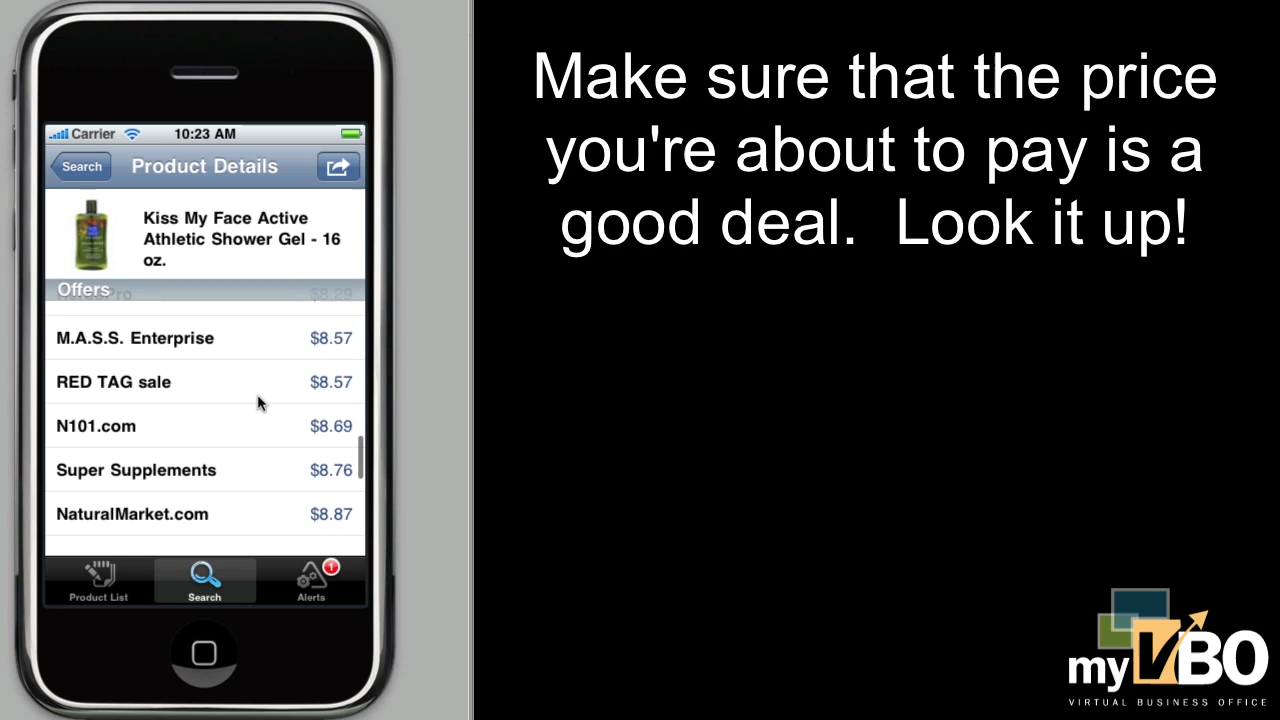 Carrier 10:23 AM
Search Product Details
Kiss My Face Active
Athletic Shower Gel - 16
oz.
Offers
$8.29
M.A.S.S. Enterprise $8.57
RED TAG sale $8.57
N101.com $8.69
Super Supplements $8.76
NaturalMarket.com $8.87
1
Product List Search Alerts
Make sure that the price
you're about to pay is a
good deal.  Look it up!
myVBO
VIRTUAL BUSINESS OFFICE